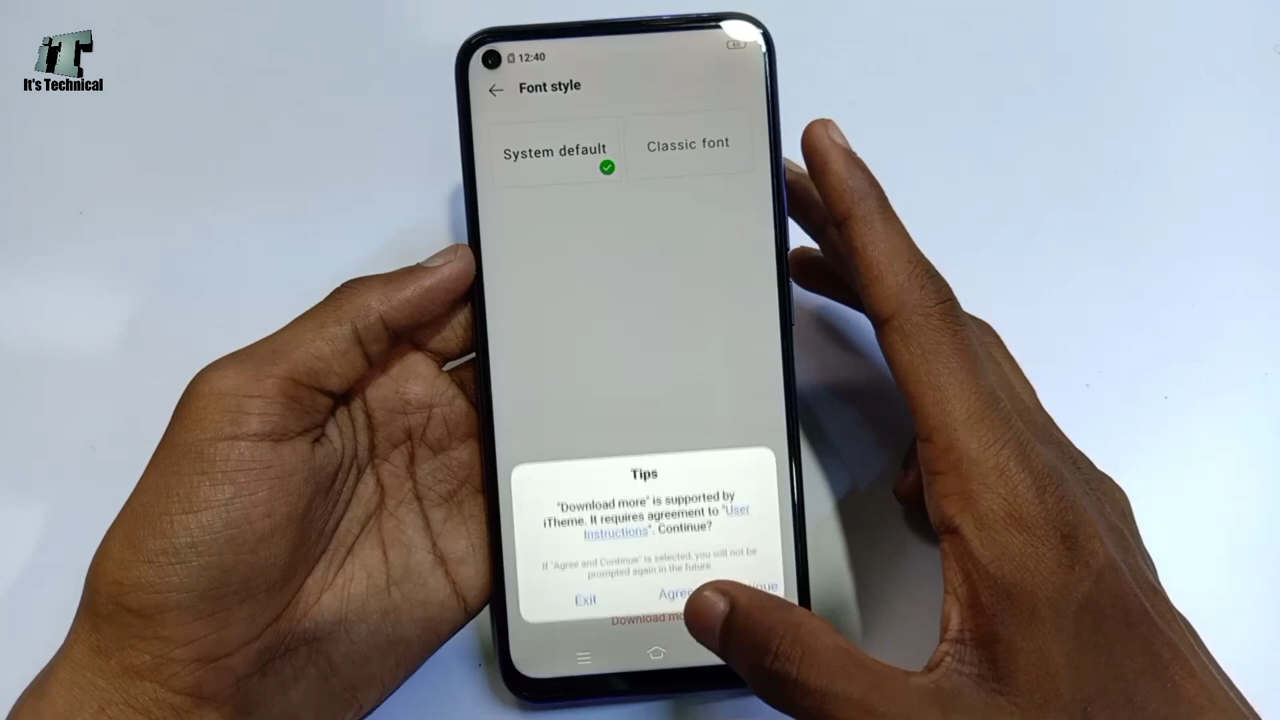 iT
It's Technical
12:40
Font style
System default
Classic font
Tips
"Download more" is supported by
iTheme. It requires agreement to "User
Instructions". Continue?
If "Agree and Continue" is selected, you will not be
prompted again in the future.
Exit
Download